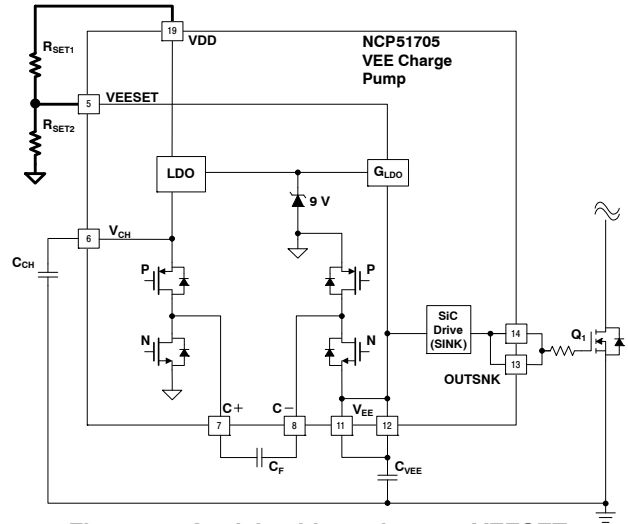 19
VDD
NCP51705
VEE Charge
Pump
RSET1
5
VEESET
RSET2
LDO
GLDO
9 V
6
VCH
CCH
P
P
N
N
SiC
Drive
(SINK)
14
13
Q1
OUTSNK
C+
C−
VEE
7
8
11
12
CF
CVEE